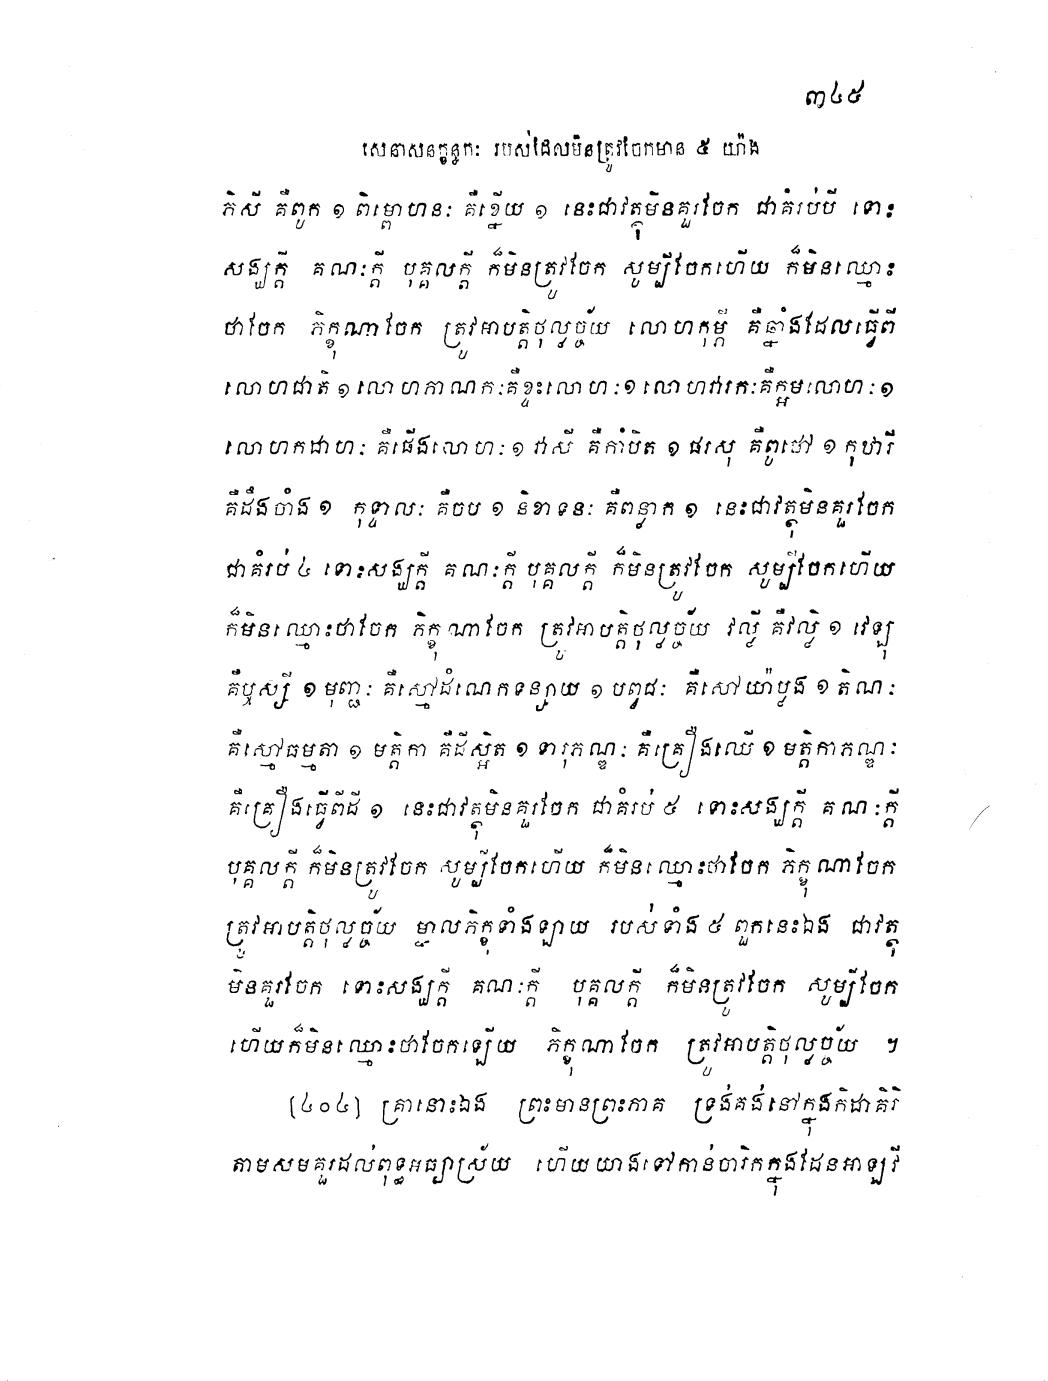 ៣៤៥
សេនាសនក្ខន្ធកៈ របស់ដែលមិនត្រូវចែកមាន ៥ យ៉ាង
ភិសី គឺពូក ១ ពិម្ពោហនៈ គឺខ្នើយ ១ នេះជាវត្ថុមិនគួរចែក ជាគំរប់បី ទោះ
សង្ឃក្តី គណៈក្តី បុគ្គលក្តី ក៏មិនត្រូវចែក សូម្បីចែកហើយ ក៏មិនឈ្មោះ
ថាចែក ភិក្ខុណាចែក ត្រូវអាបត្តិថុល្លច្ច័យ លោហកុម្ភី គឺឆ្នាំងដែលធ្វើពី
លោហជាតិ ១ លោហភាណកៈគឺខ្ទះលោហៈ ១ លោហវារកៈគឺក្អមលោហៈ ១
លោហកដាហៈ គឺផើងលោហៈ ១ វាសី គឺកាំបិត ១ ផរសុ គឺពូថៅ ១ កុឋារី
គឺដឹងចាំង ១ កុទ្ទាលៈ គឺចប ១ និខាទនៈ គឺពន្លាក ១ នេះជាវត្ថុមិនគួរចែក
ជាគំរប់ ៤ ទោះសង្ឃក្តី គណៈក្តី បុគ្គលក្តី ក៏មិនត្រូវចែក សូម្បីចែកហើយ
ក៏មិនឈ្មោះថាចែក ភិក្ខុណាចែក ត្រូវអាបត្តិថុល្លច្ច័យ វល្លី គឺវល្លិ ១ វេឡុ
គឺឫស្សី ១ មុញ្ជៈ គឺស្មៅដំណេកទន្សាយ ១ បព្វជៈ គឺសៅយ៉ាប្លង ១ តិណៈ
គឺស្មៅធម្មតា ១ មត្តិកា គឺដីស្អិត ១ ទារុភណ្ឌៈ គឺគ្រឿងឈើ ១ មត្តិកាភណ្ឌៈ
គឺគ្រឿងធ្វើពីដី ១ នេះជាវត្ថុមិនគួរចែក ជាគំរប់ ៥ ទោះសង្ឃក្តី គណៈក្តី
បុគ្គលក្តី ក៏មិនត្រូវចែក សូម្បីចែកហើយ ក៏មិនឈ្មោះថាចែក ភិក្ខុណាចែក
ត្រូវអាបត្តិថុល្លច្ច័យ ម្នាលភិក្ខុទាំងឡាយ របស់ទាំង ៥ ពួកនេះឯង ជាវត្ថុ
មិនគួរចែក ទោះសង្ឃក្តី គណៈក្តី បុគ្គលក្តី ក៏មិនត្រូវចែក សូម្បីចែក
ហើយក៏មិនឈ្មោះថាចែកឡើយ ភិក្ខុណាចែក ត្រូវអាបត្តិថុល្លច្ច័យ ។
(៤០៤) គ្រានោះឯង ព្រះមានព្រះភាគ ទ្រង់គង់នៅក្នុងកិដាគិរិ
តាមសមគួរដល់ពុទ្ធអធ្យាស្រ័យ ហើយយាងទៅកាន់ចារិកក្នុងដែនអាឡវី